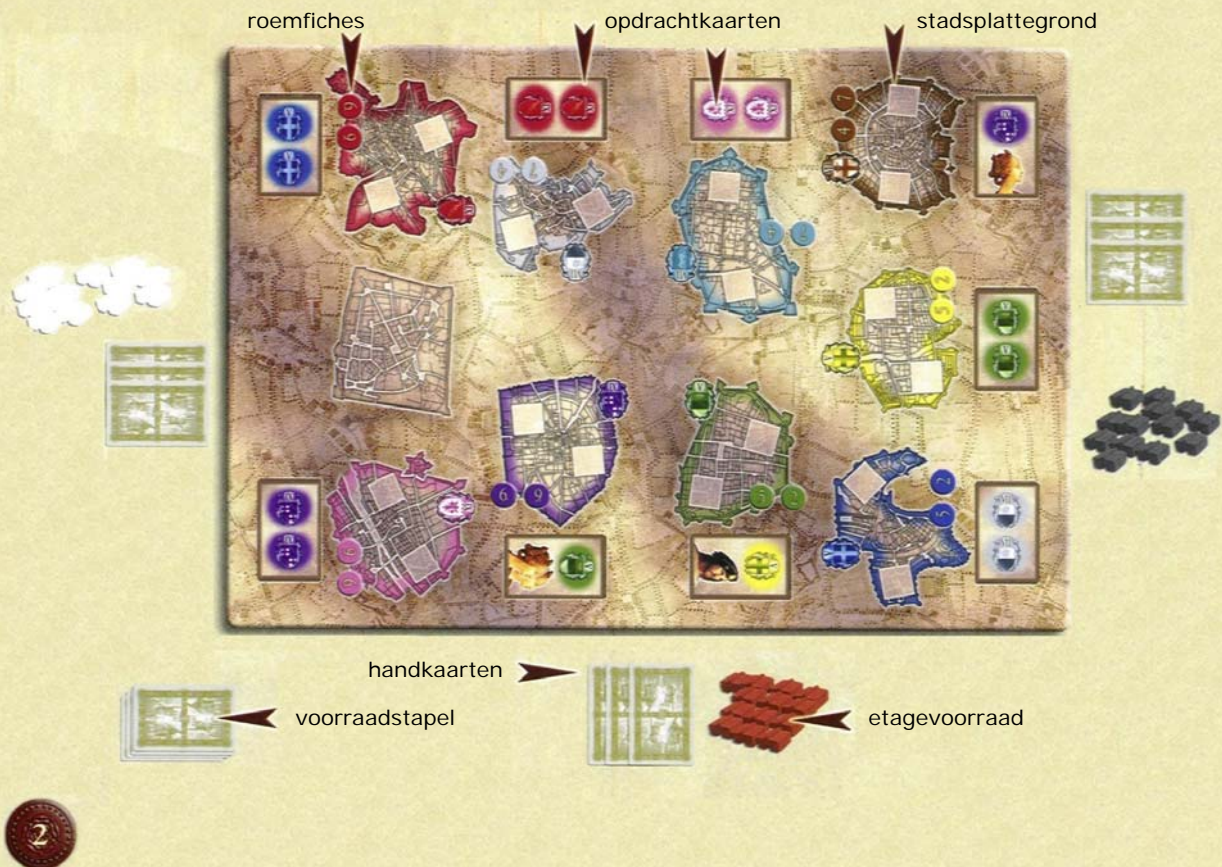 roemfiches
opdrachtkaarten
stadsplattegrond
handkaarten
voorraadstapel
etagevoorraad
2